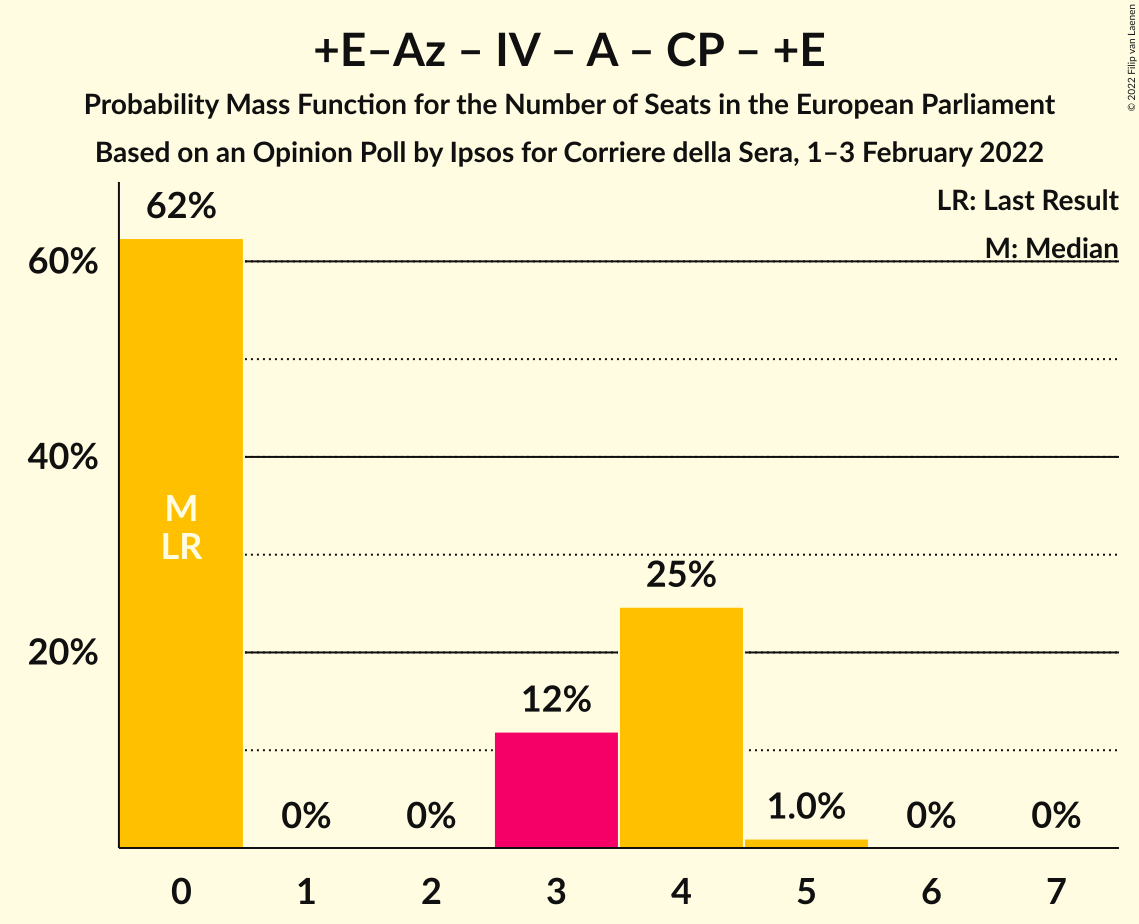 +E–Az – IV – A – CP – +E
Probability Mass Function for the Number of Seats in the European Parliament
Based on an Opinion Poll by Ipsos for Corriere della Sera, 1–3 February 2022
© 2022 Filip van Laenen
LR: Last Result
M: Median
62%
60%
40%
20%
M
LR
0%
0%
12%
25%
1.0%
0%
0%
0
1
2
3
4
5
6
7